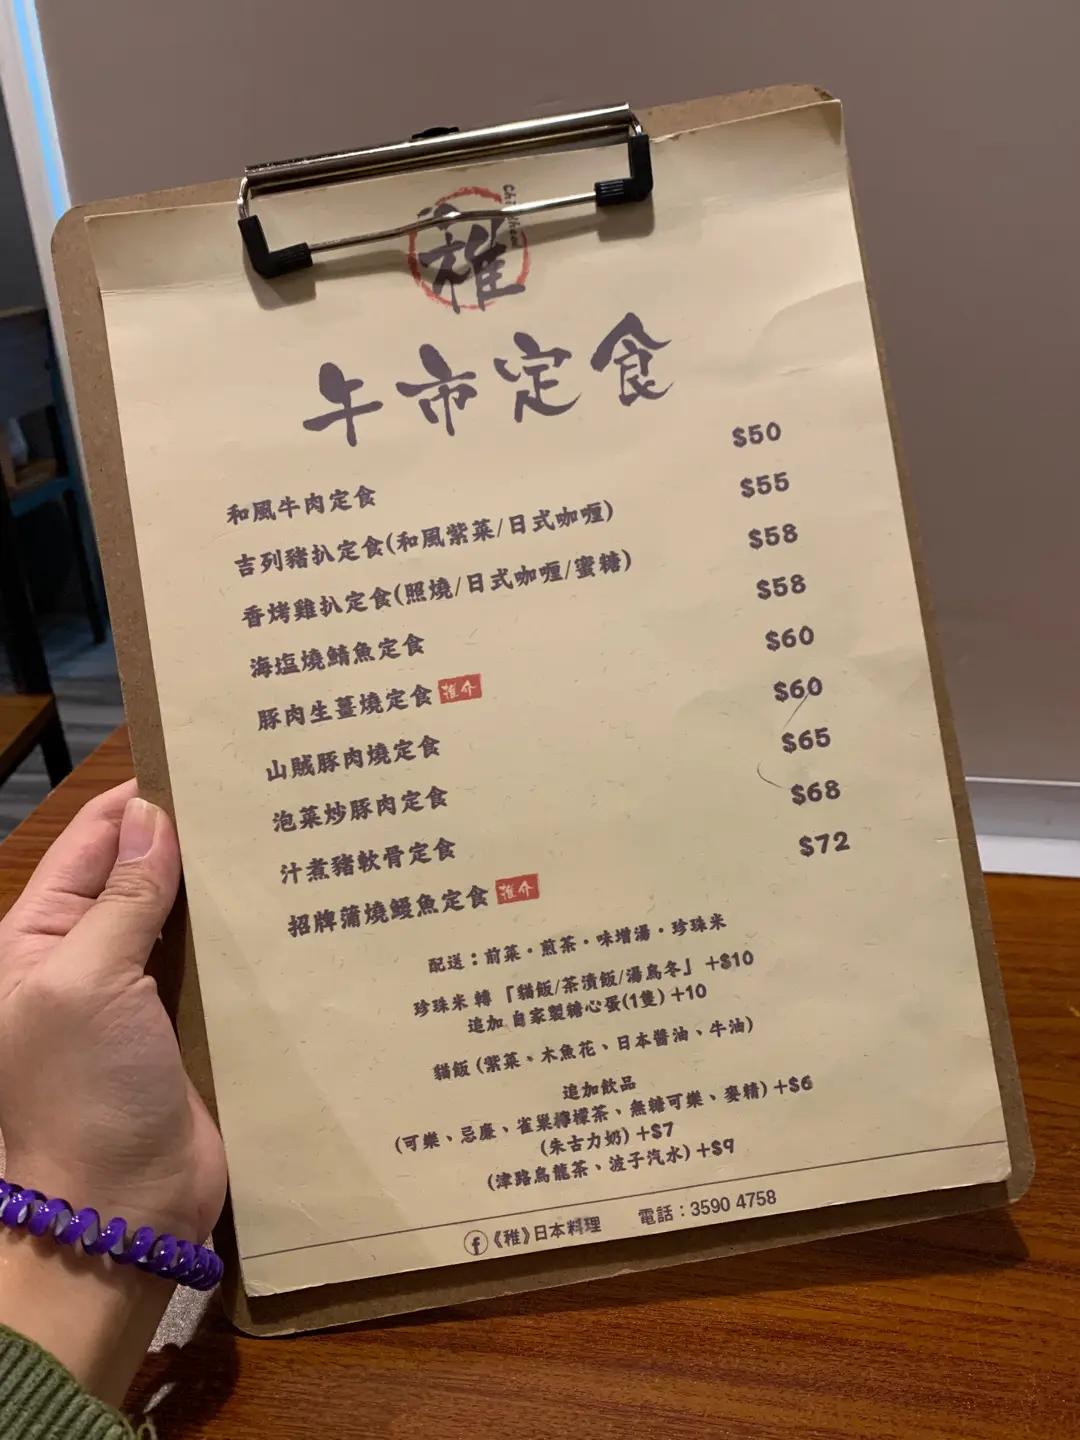 稚
午市定食
和風牛肉定食 $50
吉列豬扒定食(和風紫菜/日式咖喱) $55
香烤雞扒定食(照燒/日式咖喱/蜜糖) $58
海塩燒鯖魚定食 $58
豚肉生薑燒定食 推介 $60
山賊豚肉燒定食 $60
泡菜炒豚肉定食 $65
汁煮豬軟骨定食 $68
招牌蒲燒鰻魚定食 推介 $72
配送：前菜·煎茶·味增湯·珍珠米
珍珠米 轉 「貓飯/茶漬飯/湯烏冬」 +$10
追加 自家製糖心蛋(1隻) +10
貓飯 (紫菜、木魚花、日本醬油、牛油)
追加飲品
(可樂、忌廉、雀巢檸檬茶、無糖可樂、麥精) +$6
(朱古力奶) +$7
(津路烏龍茶、波子汽水) +$9
《稚》日本料理 電話：3590 4758